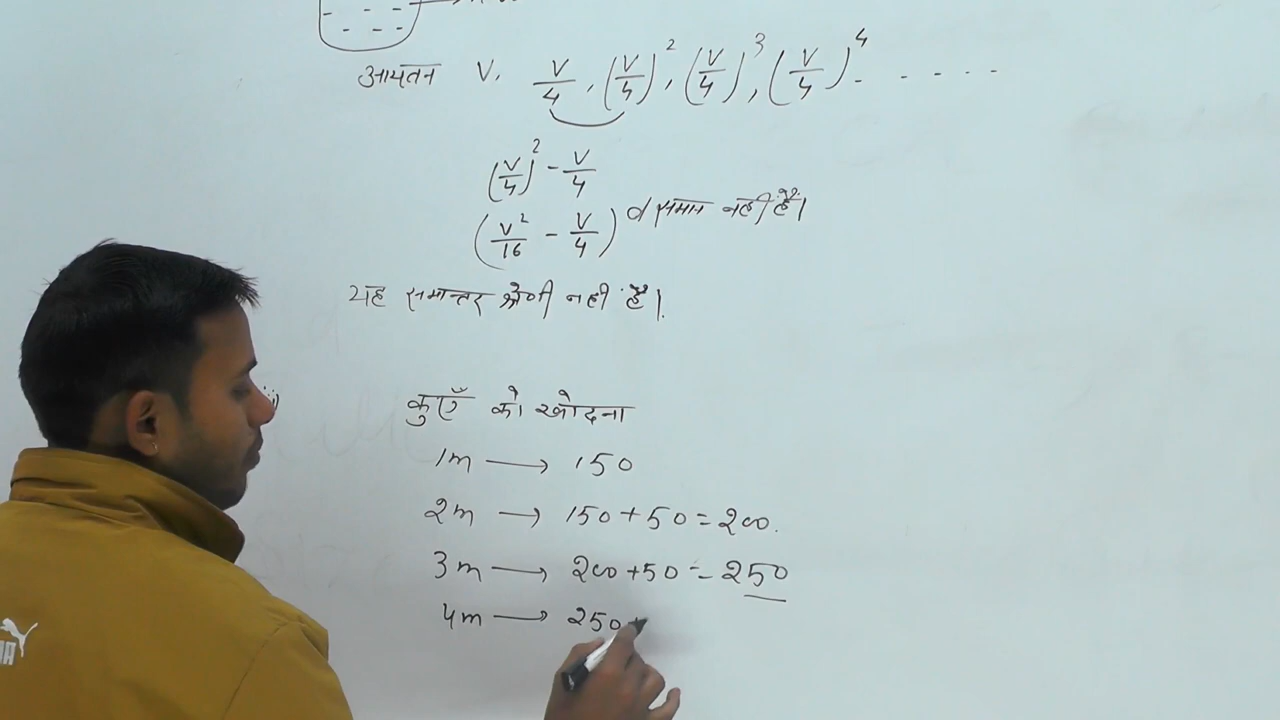 आयतन V, V/4, (V/4)², (V/4)³, (V/4)⁴ - - - - -
(V/4)² - V/4
(V²/16 - V/4) d समान नहीं है।
यह समान्तर श्रेणी नही है।
कुएँ को खोदना
1m → 150
2m → 150+50=200.
3m → 200+50=250
4m → 250+